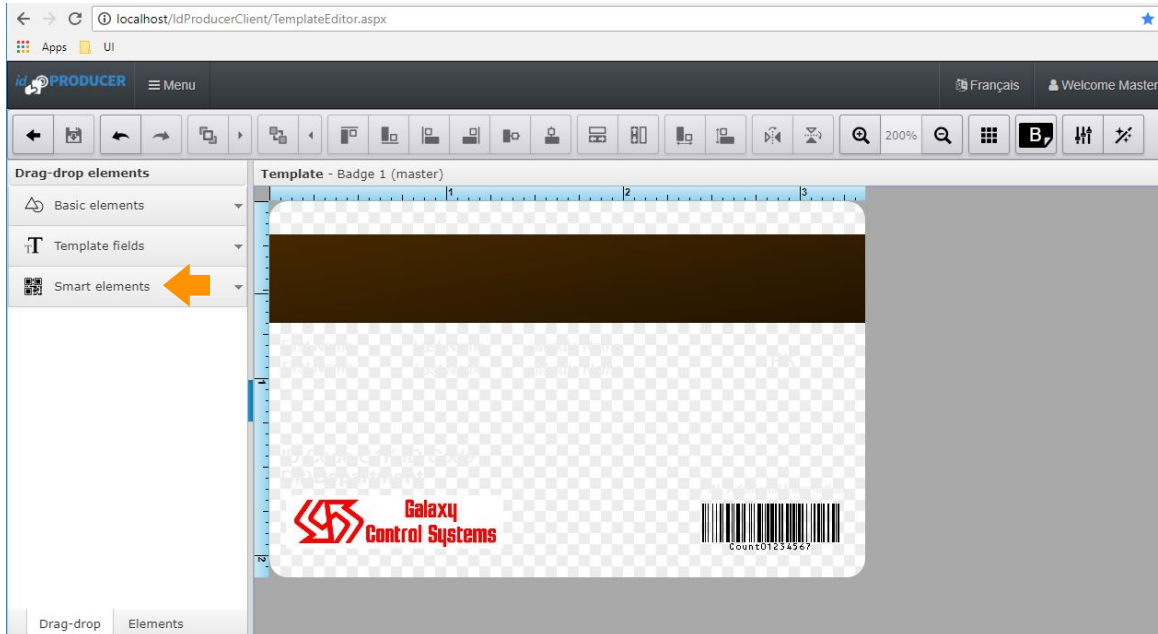 localhost/IdProducerClient/TemplateEditor.aspx
Apps UI
id PRODUCER Menu Français Welcome Master
200% B
Drag-drop elements
Template - Badge 1 (master)
Basic elements
Template fields
Smart elements
1 2 3
1
2
Galaxy
Control Systems
Count01234567
Drag-drop Elements